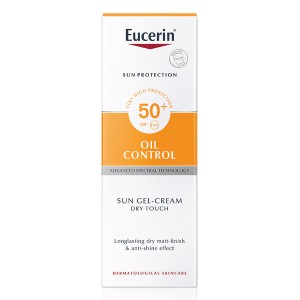 Eucerin®
SUN PROTECTION
VERY HIGH PROTECTION
50+
SPF
OIL
CONTROL
ADVANCED SPECTRAL TECHNOLOGY
SUN GEL-CREAM
DRY TOUCH
Longlasting dry matt-finish
& anti-shine effect
DERMATOLOGICAL SKINCARE